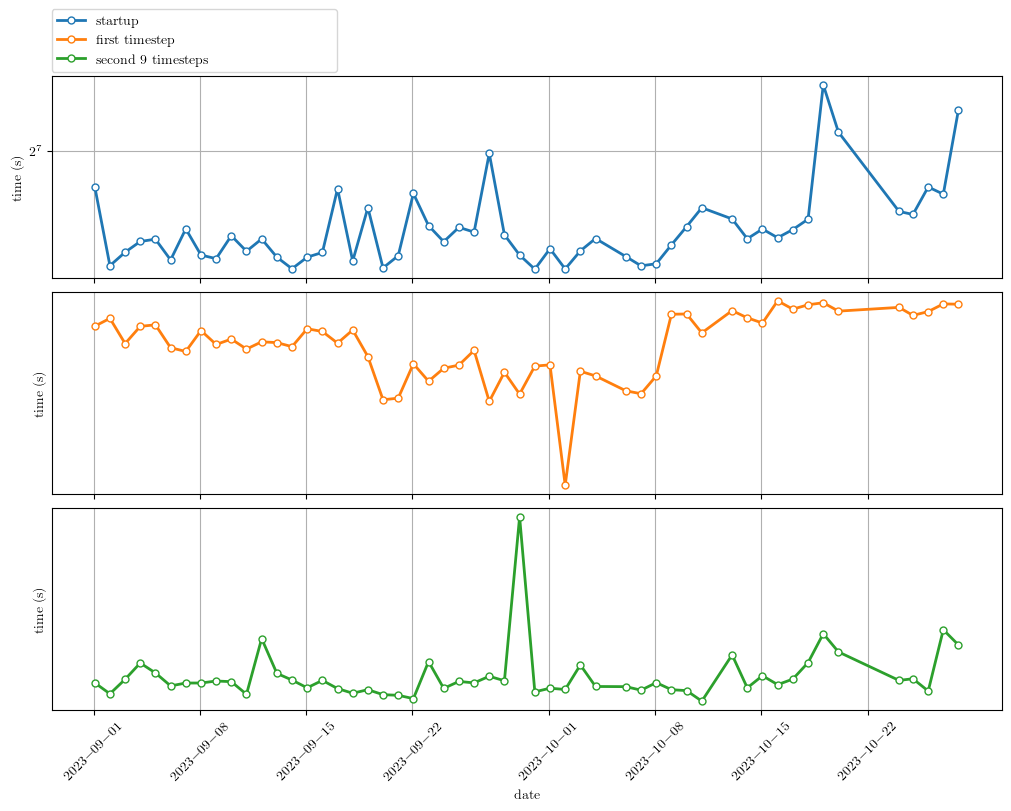 startup
first timestep
second 9 timesteps
2^7
time (s)
time (s)
time (s)
2023−09−01
2023−09−08
2023−09−15
2023−09−22
2023−10−01
2023−10−08
2023−10−15
2023−10−22
date